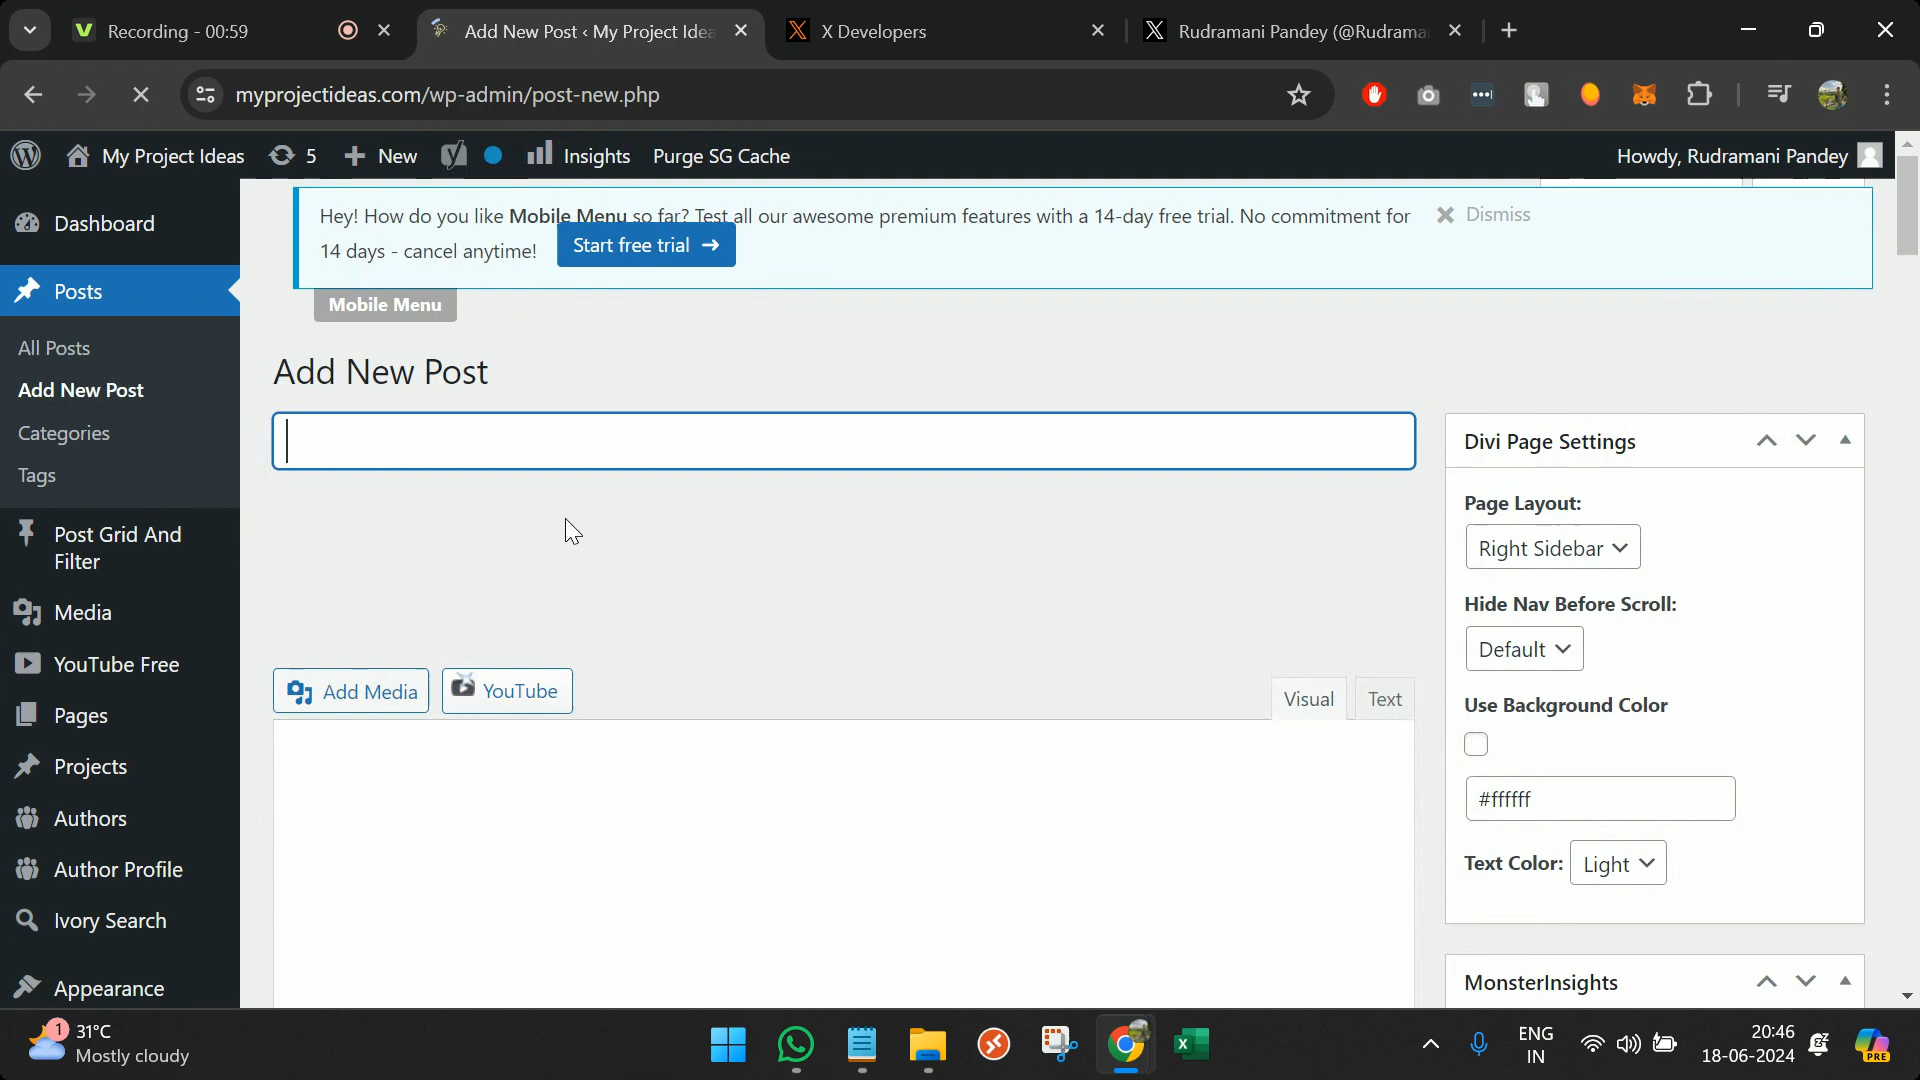 Recording - 00:59
Add New Post ‹ My Project Idea
X Developers
Rudramani Pandey (@Rudrama
myprojectideas.com/wp-admin/post-new.php
My Project Ideas
5
New
Insights
Purge SG Cache
Howdy, Rudramani Pandey
Dashboard
Posts
All Posts
Add New Post
Categories
Tags
Post Grid And
Filter
Media
YouTube Free
Pages
Projects
Authors
Author Profile
Ivory Search
Appearance
Hey! How do you like Mobile Menu so far? Test all our awesome premium features with a 14-day free trial. No commitment for
14 days - cancel anytime!
Start free trial →
Dismiss
Mobile Menu
Add New Post
Add Media
YouTube
Visual
Text
Divi Page Settings
Page Layout:
Right Sidebar
Hide Nav Before Scroll:
Default
Use Background Color
#ffffff
Text Color:
Light
MonsterInsights
1
31°C
Mostly cloudy
ENG
IN
20:46
18-06-2024
PRE